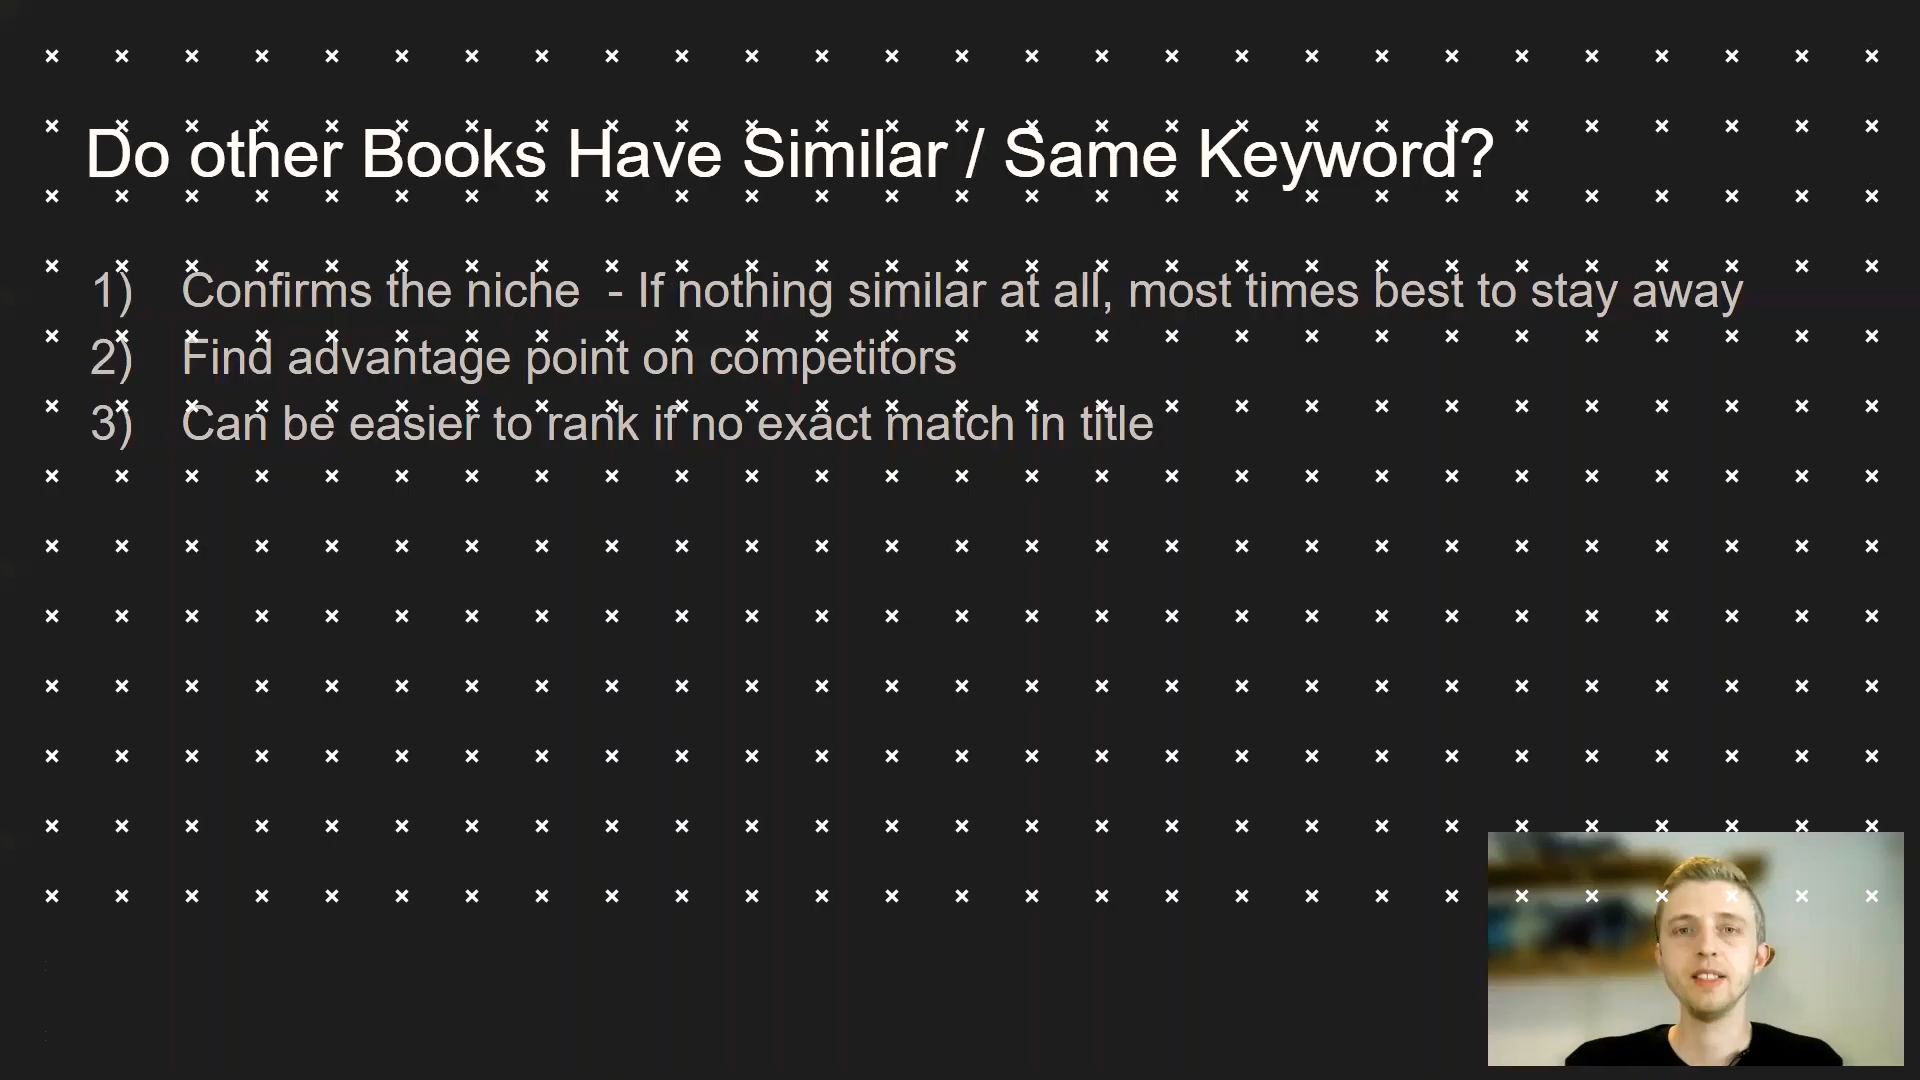 Do other Books Have Similar / Same Keyword?
1) Confirms the niche - If nothing similar at all, most times best to stay away
2) Find advantage point on competitors
3) Can be easier to rank if no exact match in title